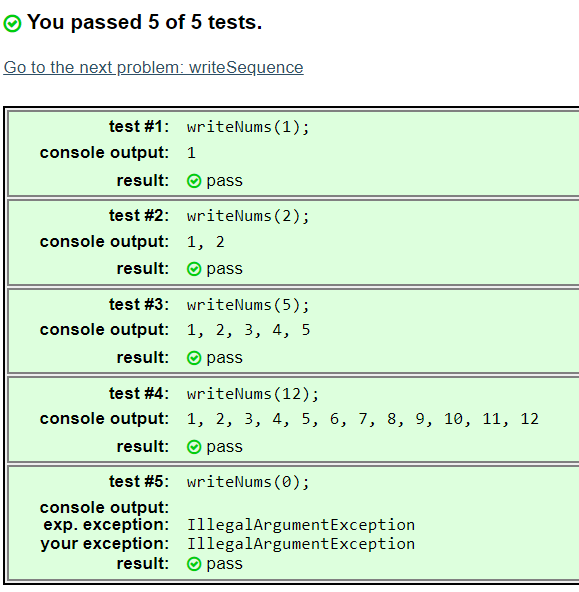 You passed 5 of 5 tests.
Go to the next problem: writeSequence
test #1: writeNums(1);
console output: 1
result: pass
test #2: writeNums(2);
console output: 1, 2
result: pass
test #3: writeNums(5);
console output: 1, 2, 3, 4, 5
result: pass
test #4: writeNums(12);
console output: 1, 2, 3, 4, 5, 6, 7, 8, 9, 10, 11, 12
result: pass
test #5: writeNums(0);
console output:
exp. exception: IllegalArgumentException
your exception: IllegalArgumentException
result: pass